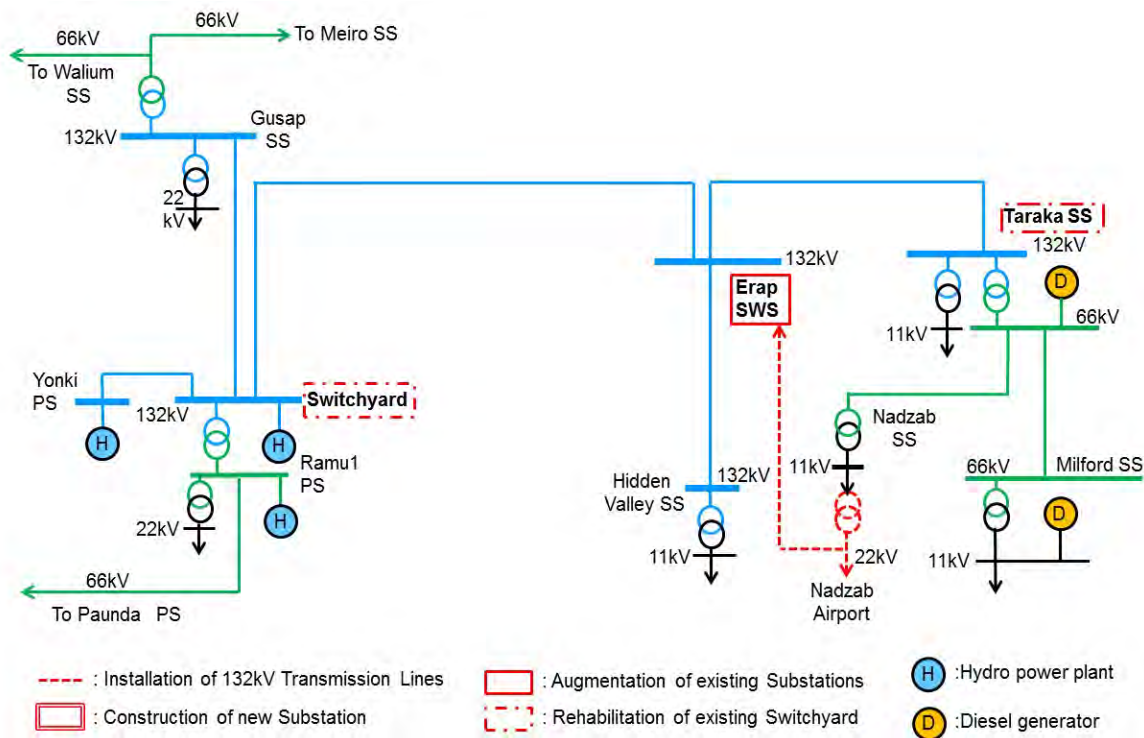 66kV
To Meiro SS
66kV
To Walium
SS
Gusap
SS
132kV
22
kV
Taraka SS
132kV
132kV
Erap
SWS
D
66kV
11kV
Yonki
PS
132kV
Switchyard
H
H
Ramu1
PS
H
22kV
66kV
To Paunda PS
Hidden
Valley SS
132kV
11kV
Nadzab
SS
11kV
22kV
Nadzab
Airport
66kV
Milford SS
D
11kV
: Installation of 132kV Transmission Lines
: Construction of new Substation
: Augmentation of existing Substations
: Rehabilitation of existing Switchyard
H
:Hydro power plant
D
:Diesel generator